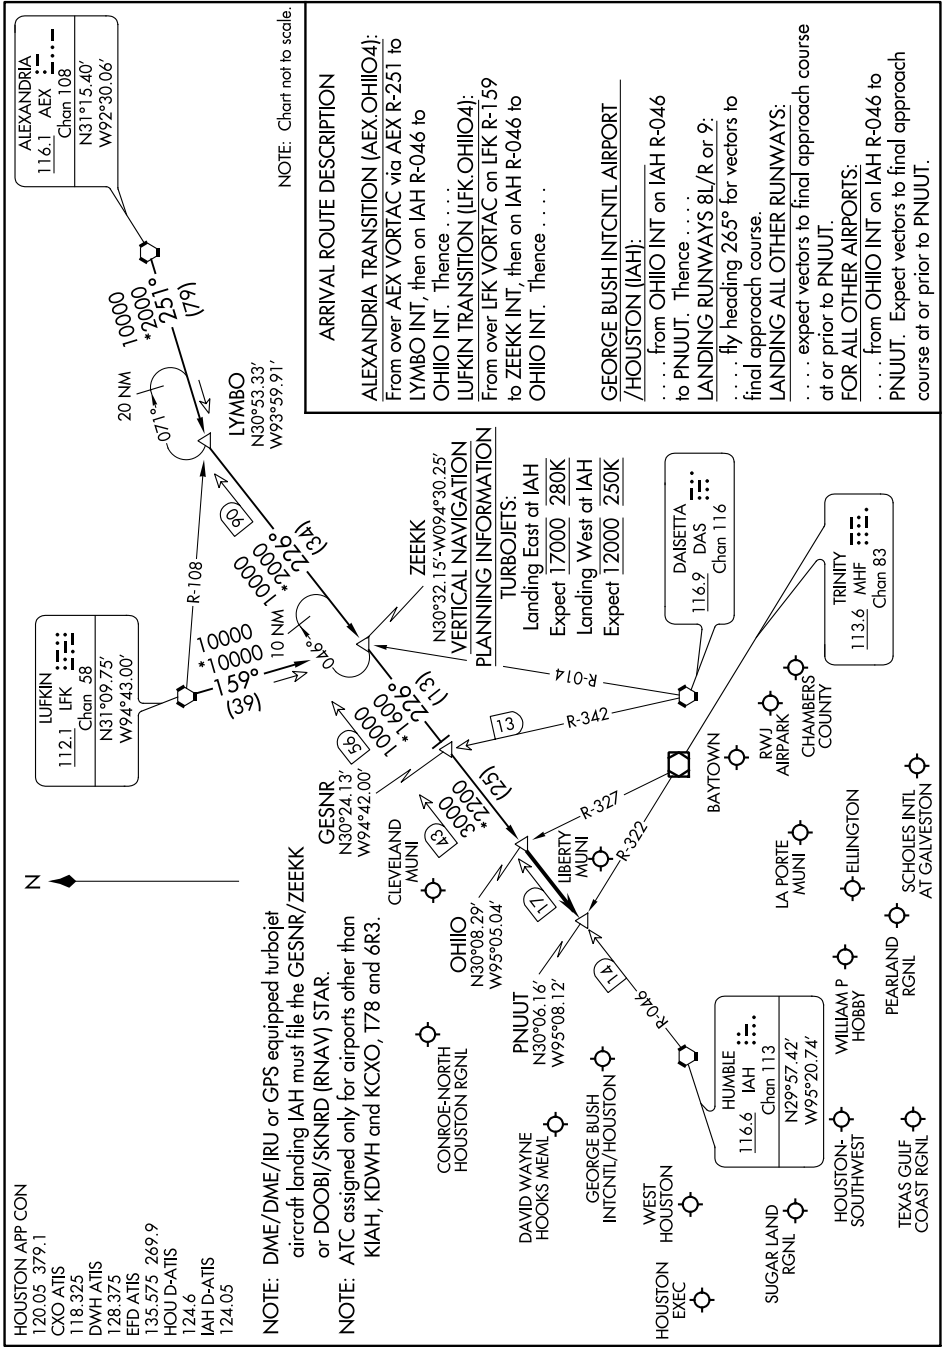 HOUSTON APP CON
120.05 379.1
CXO ATIS
118.325
DWH ATIS
128.375
EFD ATIS
135.575 269.9
HOU D-ATIS
124.6
IAH D-ATIS
124.05
N
LUFKIN
112.1 LFK
Chan 58
N31°09.75′
W94°43.00′
ALEXANDRIA
116.1 AEX
Chan 108
N31°15.40′
W92°30.06′
NOTE: Chart not to scale.
10000
*2000
251°
(79)
20 NM
071°
LYMBO
N30°53.33′
W93°59.91′
R-108
90
10000
*2000
226°
(34)
10000
*10000
159°
(39)
10 NM
046°
ZEEKK
N30°32.15′-W094°30.25′
VERTICAL NAVIGATION
PLANNING INFORMATION
TURBOJETS:
Landing East at IAH
Expect 17000 280K
Landing West at IAH
Expect 12000 250K
NOTE: DME/DME/IRU or GPS equipped turbojet
aircraft landing IAH must file the GESNR/ZEEKK
or DOOBI/SKNRD (RNAV) STAR.
NOTE: ATC assigned only for airports other than
KIAH, KDWH and KCXO, T78 and 6R3.
56
10000
*1600
226°
(13)
GESNR
N30°24.13′
W94°42.00′
R-014
R-342
13
43
3000
*2200
(25)
CLEVELAND
MUNI
OHIIO
N30°08.29′
W95°05.04′
17
LIBERTY
MUNI
R-327
R-322
PNUUT
N30°06.16′
W95°08.12′
14
R-046
DAISETTA
116.9 DAS
Chan 116
TRINITY
113.6 MHF
Chan 83
HUMBLE
116.6 IAH
Chan 113
N29°57.42′
W95°20.74′
CONROE-NORTH
HOUSTON RGNL
DAVID WAYNE
HOOKS MEML
GEORGE BUSH
INTCNTL/HOUSTON
WEST
HOUSTON
HOUSTON
EXEC
SUGAR LAND
RGNL
HOUSTON-
SOUTHWEST
TEXAS GULF
COAST RGNL
WILLIAM P
HOBBY
PEARLAND
RGNL
ELLINGTON
LA PORTE
MUNI
SCHOLES INTL
AT GALVESTON
BAYTOWN
RWJ
AIRPARK
CHAMBERS
COUNTY
ARRIVAL ROUTE DESCRIPTION
ALEXANDRIA TRANSITION (AEX.OHIIO4):
From over AEX VORTAC via AEX R-251 to
LYMBO INT, then on IAH R-046 to
OHIIO INT. Thence . . . .
LUFKIN TRANSITION (LFK.OHIIO4):
From over LFK VORTAC on LFK R-159
to ZEEKK INT, then on IAH R-046 to
OHIIO INT. Thence . . . .
GEORGE BUSH INTCNTL AIRPORT
/HOUSTON (IAH):
. . . . from OHIIO INT on IAH R-046
to PNUUT. Thence . . . .
LANDING RUNWAYS 8L/R or 9:
. . . . fly heading 265° for vectors to
final approach course.
LANDING ALL OTHER RUNWAYS:
. . . . expect vectors to final approach course
at or prior to PNUUT.
FOR ALL OTHER AIRPORTS:
. . . . from OHIIO INT on IAH R-046 to
PNUUT. Expect vectors to final approach
course at or prior to PNUUT.